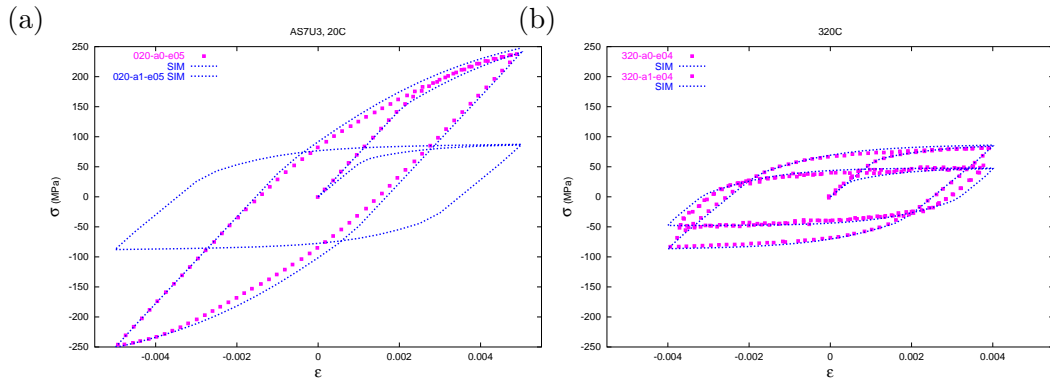 (a)
AS7U3, 20C
020-a0-e05
SIM
020-a1-e05 SIM
250
200
150
100
50
0
-50
-100
-150
-200
-250
σ (MPa)
-0.004 -0.002 0 0.002 0.004
ε
(b)
320C
320-a0-e04
SIM
320-a1-e04
SIM
250
200
150
100
50
0
-50
-100
-150
-200
-250
σ (MPa)
-0.004 -0.002 0 0.002 0.004
ε